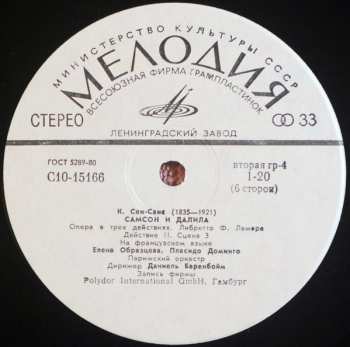 МИНИСТЕРСТВО КУЛЬТУРЫ СССР
МЕЛОДИЯ
ВСЕСОЮЗНАЯ ФИРМА ГРАМПЛАСТИНОК
СТЕРЕО
33
ЛЕНИНГРАДСКИЙ ЗАВОД
ГОСТ 5289-80
С10-15166
вторая гр-4
1-20
(6 сторон)
К. Сен-Санс (1835—1921)
САМСОН И ДАЛИЛА
Опера в трех действиях. Либретто Ф. Лемера
Действие II. Сцена 3
На французском языке
Елена Образцова, Пласидо Доминго
Парижский оркестр
Дирижер Даниель Баренбойм
Запись фирмы
Polydor International GmbH, Гамбург